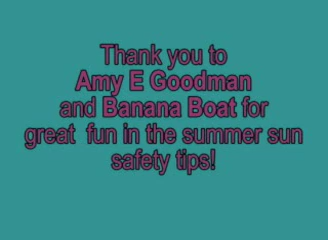 Thank you to
Amy E Goodman
and Banana Boat for
great fun in the summer sun
safety tips!